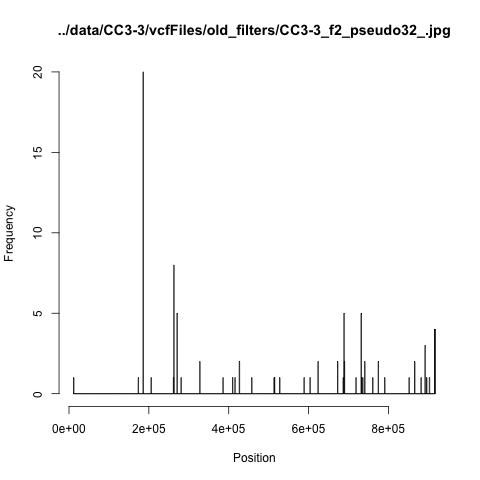 ../data/CC3-3/vcfFiles/old_filters/CC3-3_f2_pseudo32_.jpg
Frequency
20
15
10
5
0
0e+00 2e+05 4e+05 6e+05 8e+05
Position